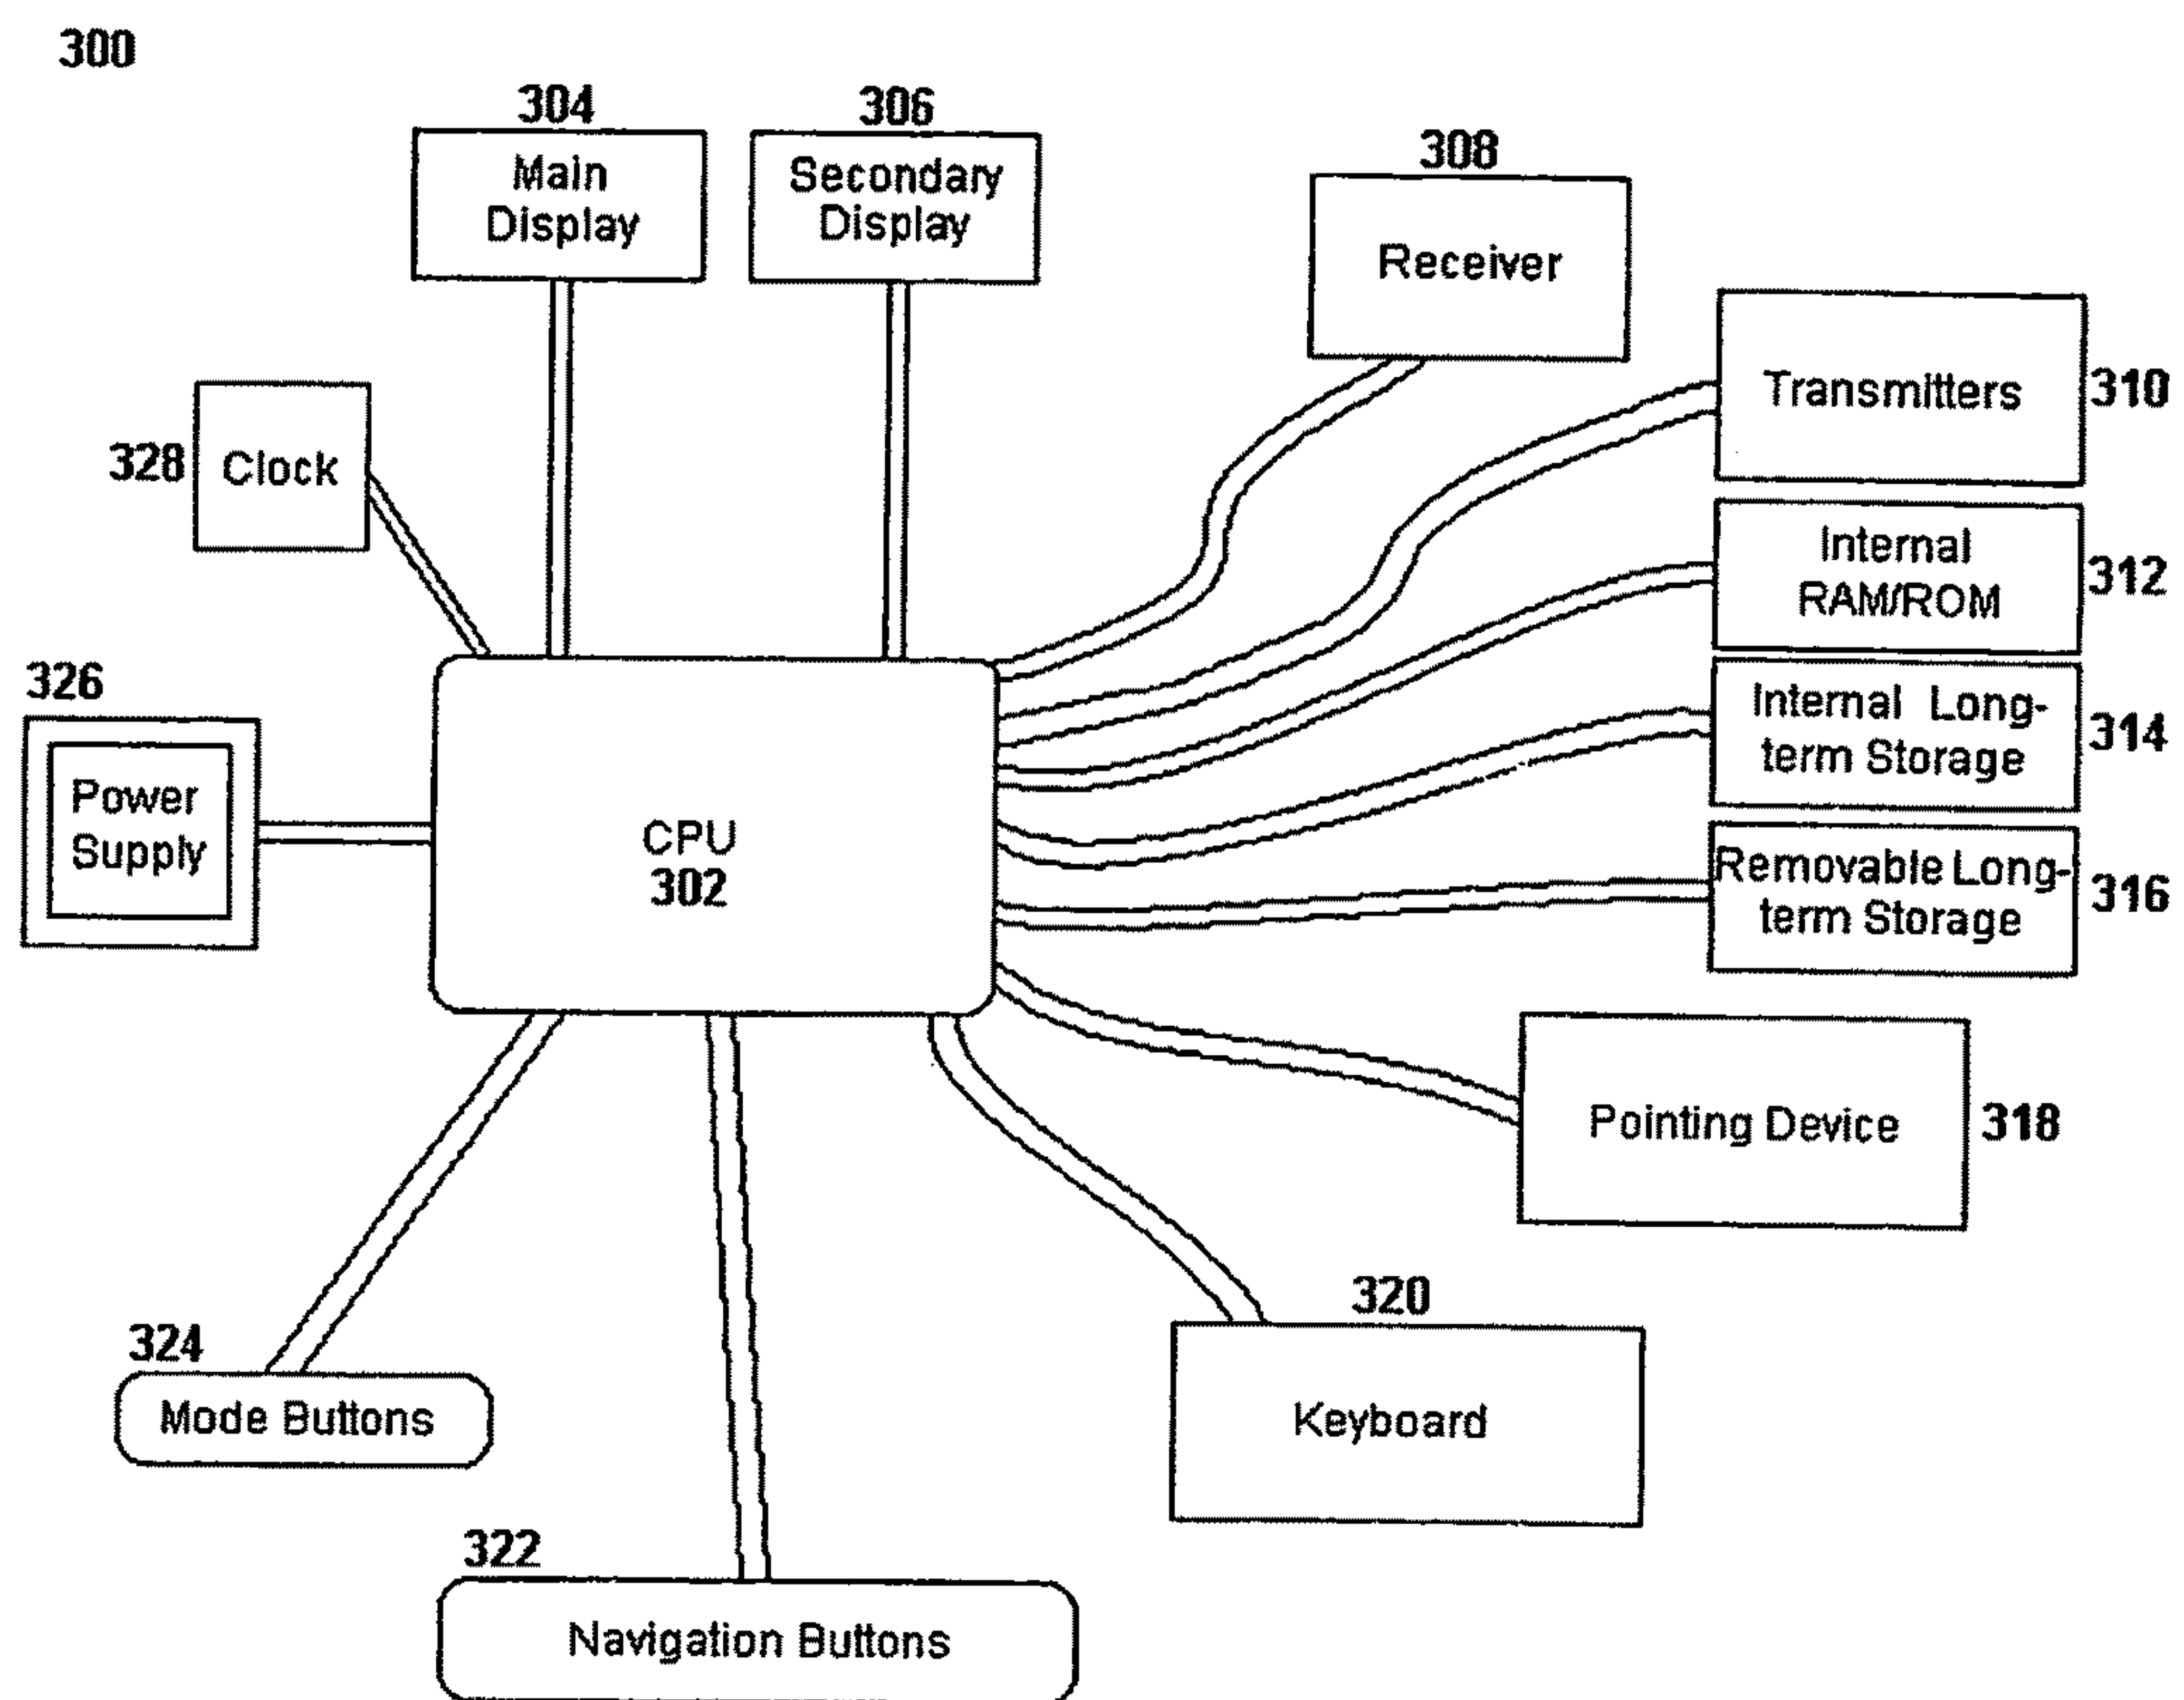 300
304
Main
Display
306
Secondary
Display
308
Receiver
Transmitters
310
328
Clock
Internal
RAM/ROM
312
326
Power
Supply
Internal Long-
term Storage
314
CPU
302
Removable Long-
term Storage
316
Pointing Device
318
320
Keyboard
324
Mode Buttons
322
Navigation Buttons